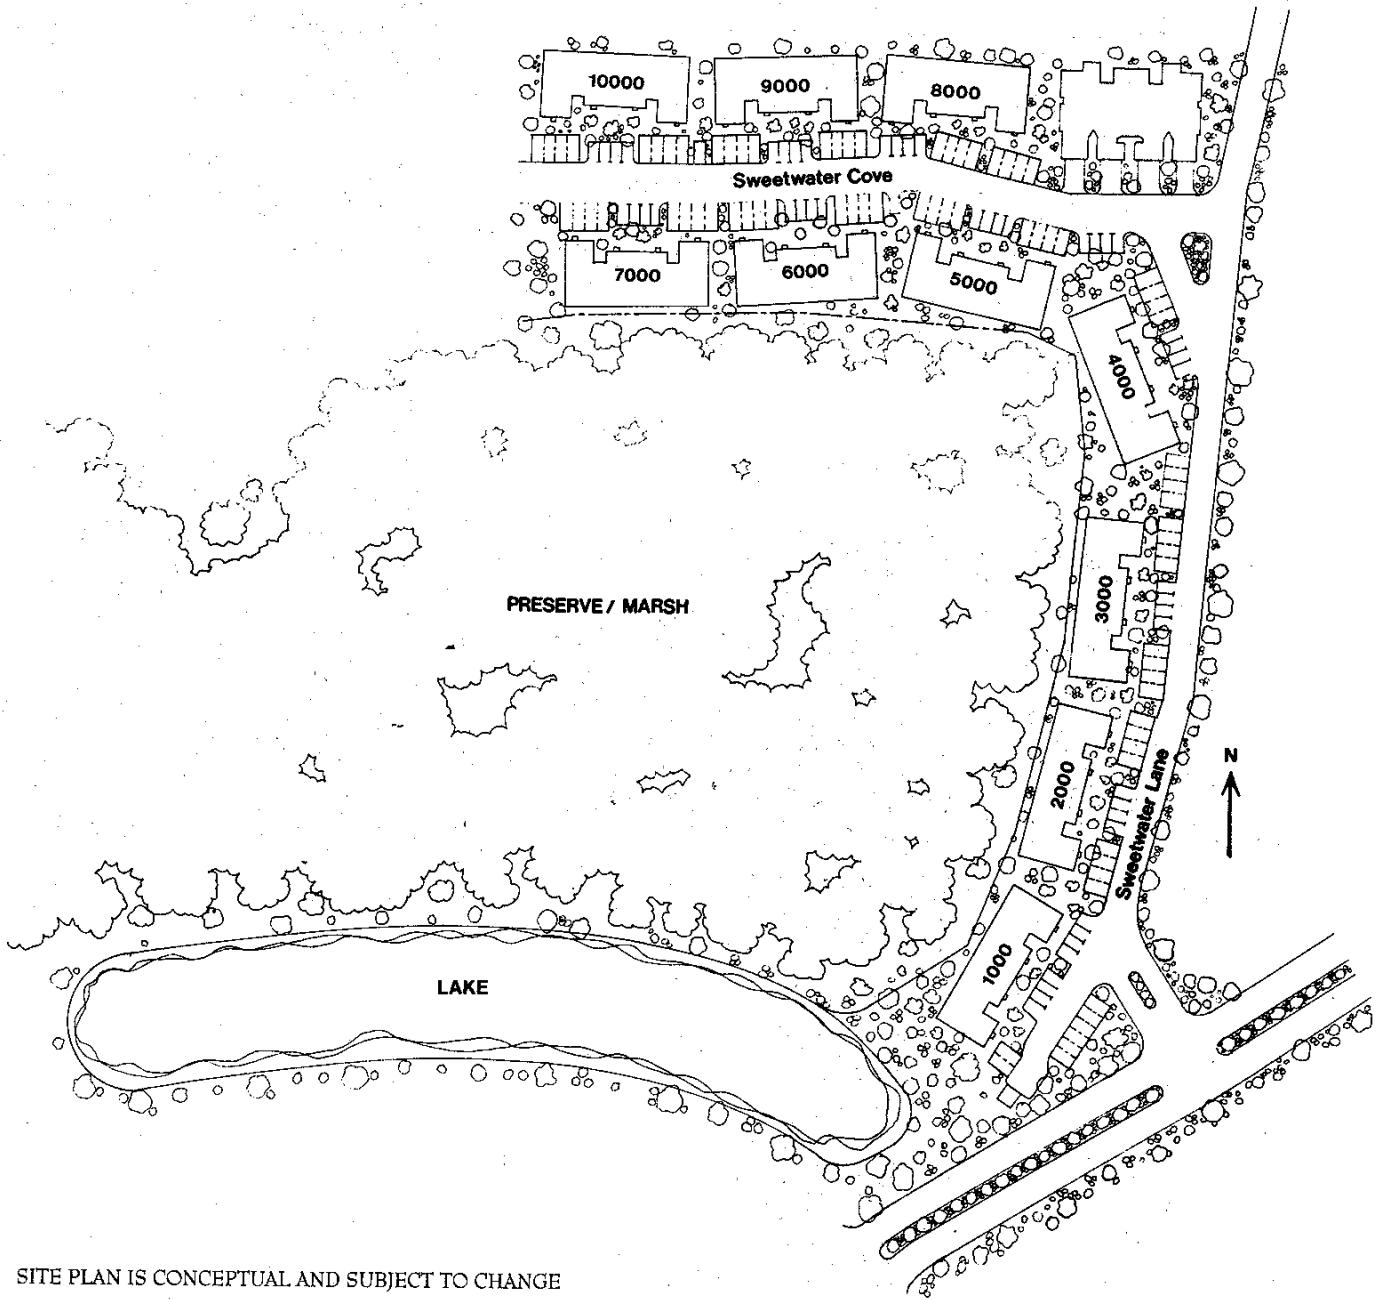 10000
9000
8000
Sweetwater Cove
7000
6000
5000
4000
PRESERVE / MARSH
3000
N
2000
Sweetwater Lane
1000
LAKE
SITE PLAN IS CONCEPTUAL AND SUBJECT TO CHANGE